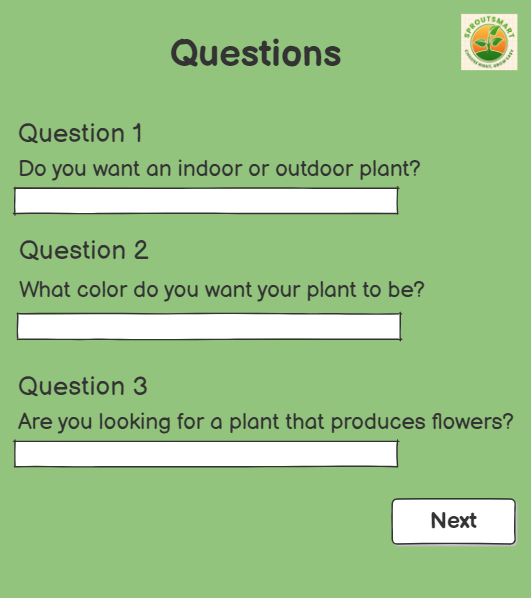 Questions
SPROUTSMART
Question 1
Do you want an indoor or outdoor plant?
Question 2
What color do you want your plant to be?
Question 3
Are you looking for a plant that produces flowers?
Next